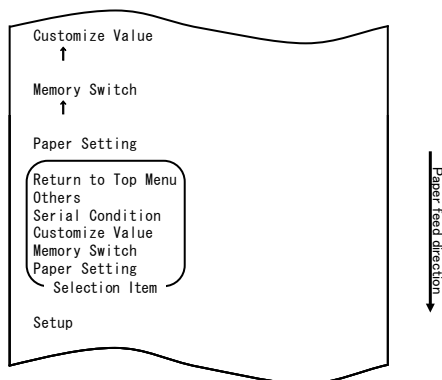 Customize Value
↑
Memory Switch
↑
Paper Setting
Return to Top Menu
Others
Serial Condition
Customize Value
Memory Switch
Paper Setting
Selection Item
Setup
Paper feed direction